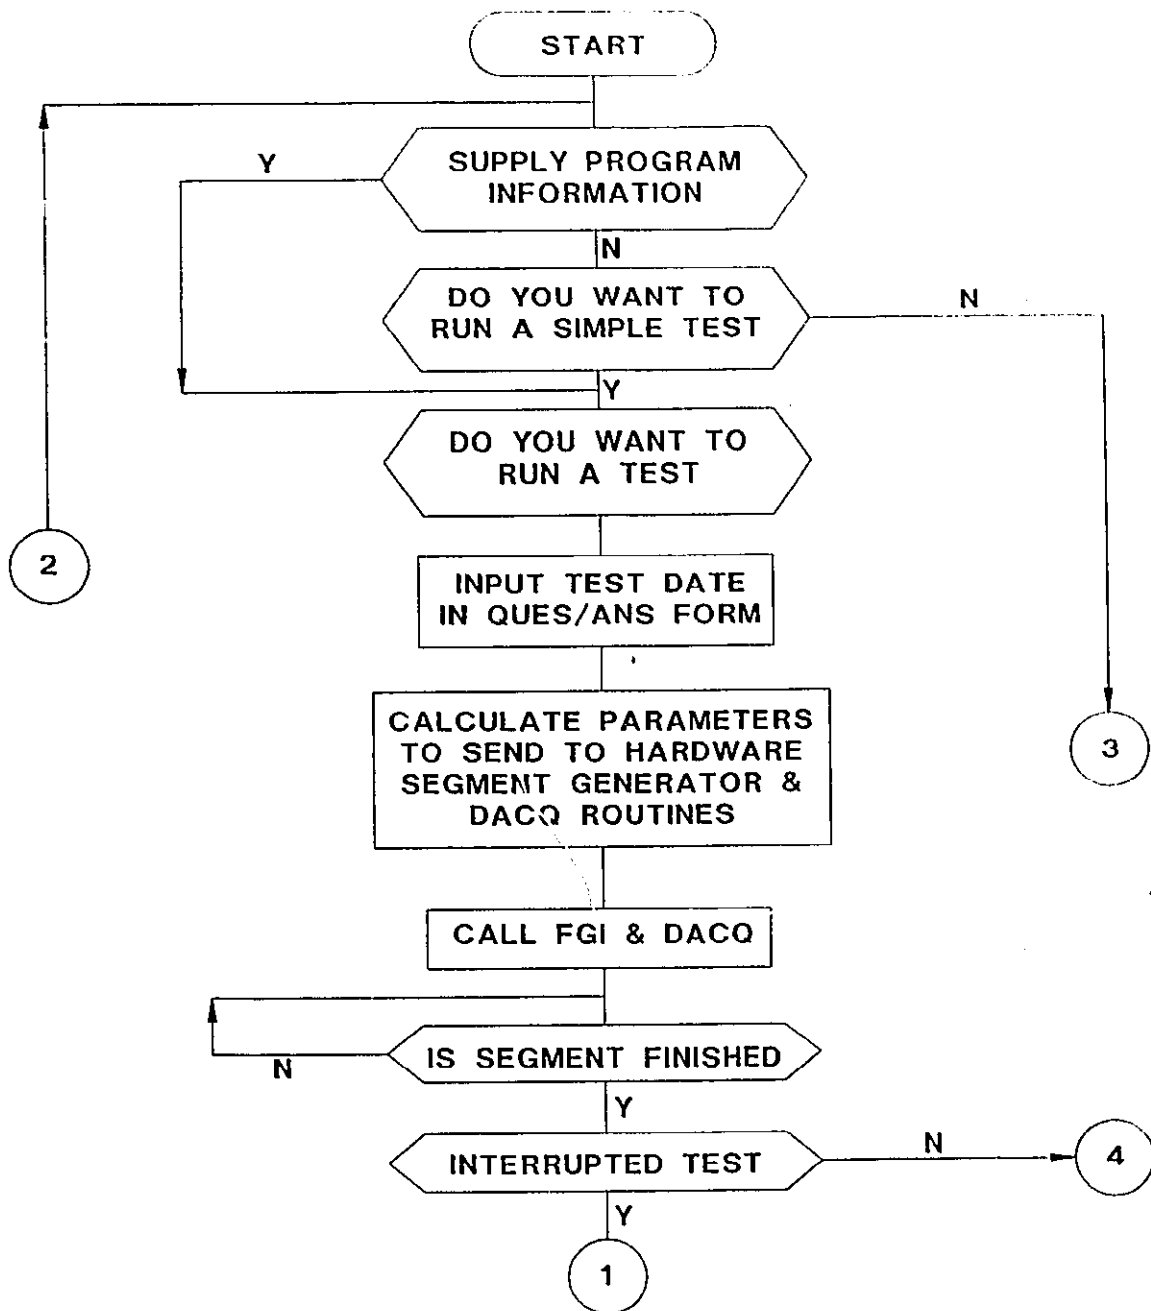 START
SUPPLY PROGRAM
INFORMATION
Y
N
DO YOU WANT TO
RUN A SIMPLE TEST
N
Y
DO YOU WANT TO
RUN A TEST
2
INPUT TEST DATE
IN QUES/ANS FORM
CALCULATE PARAMETERS
TO SEND TO HARDWARE
SEGMENT GENERATOR &
DACQ ROUTINES
3
CALL FGI & DACQ
IS SEGMENT FINISHED
N
Y
INTERRUPTED TEST
N
4
Y
1